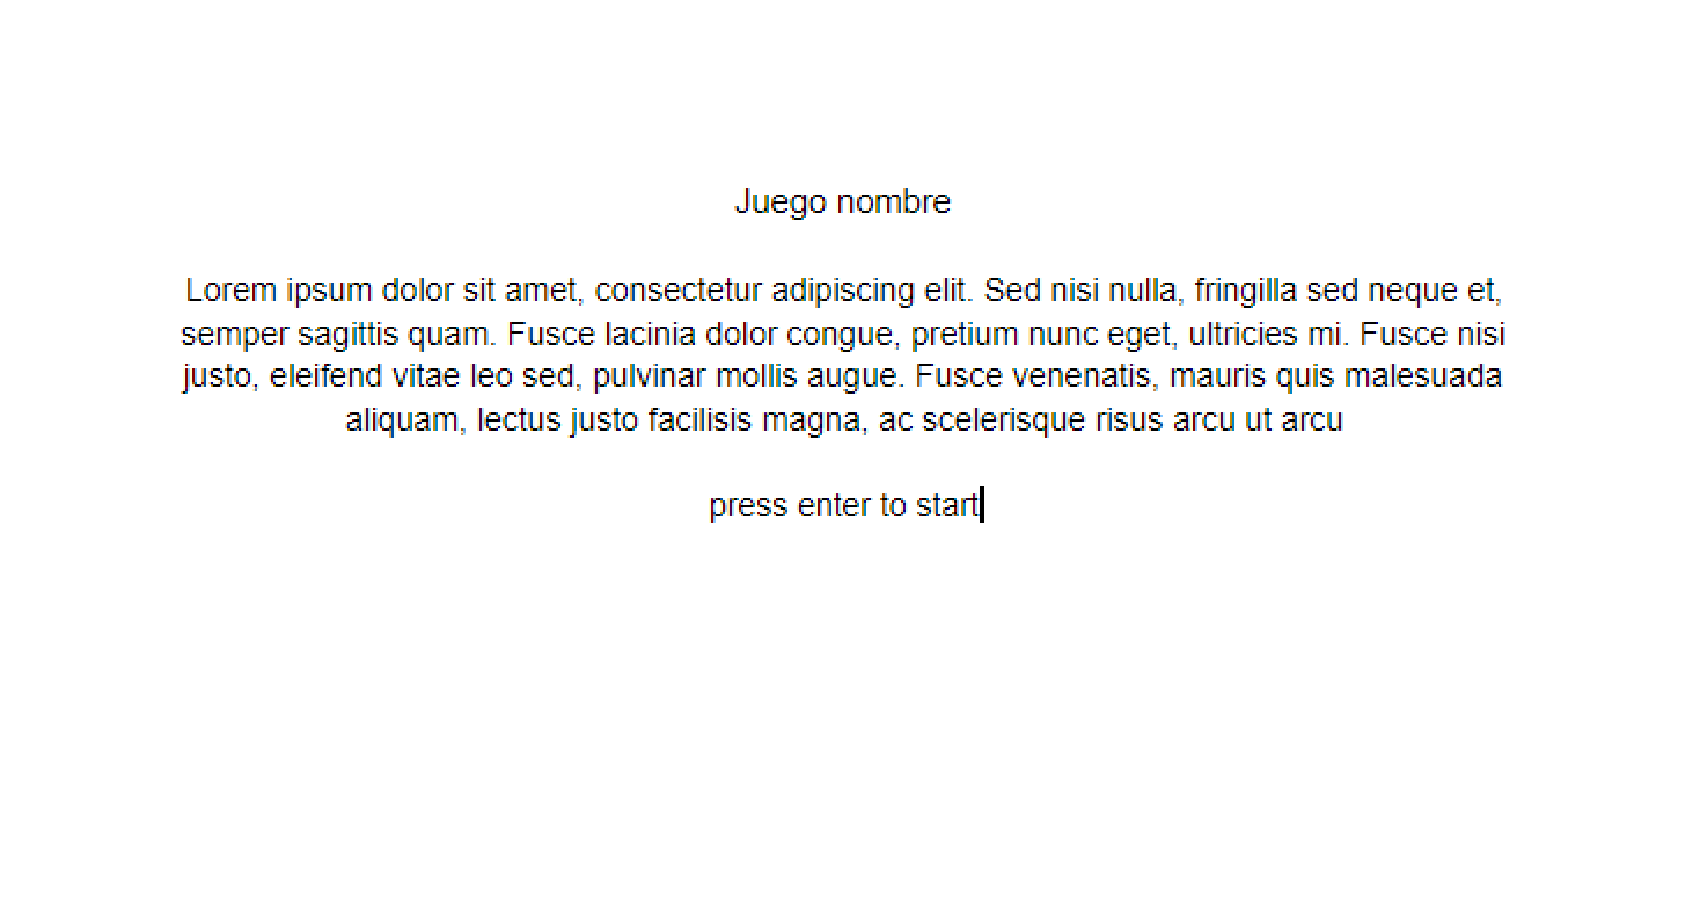 Juego nombre
Lorem ipsum dolor sit amet, consectetur adipiscing elit. Sed nisi nulla, fringilla sed neque et,
semper sagittis quam. Fusce lacinia dolor congue, pretium nunc eget, ultricies mi. Fusce nisi
justo, eleifend vitae leo sed, pulvinar mollis augue. Fusce venenatis, mauris quis malesuada
aliquam, lectus justo facilisis magna, ac scelerisque risus arcu ut arcu
press enter to start